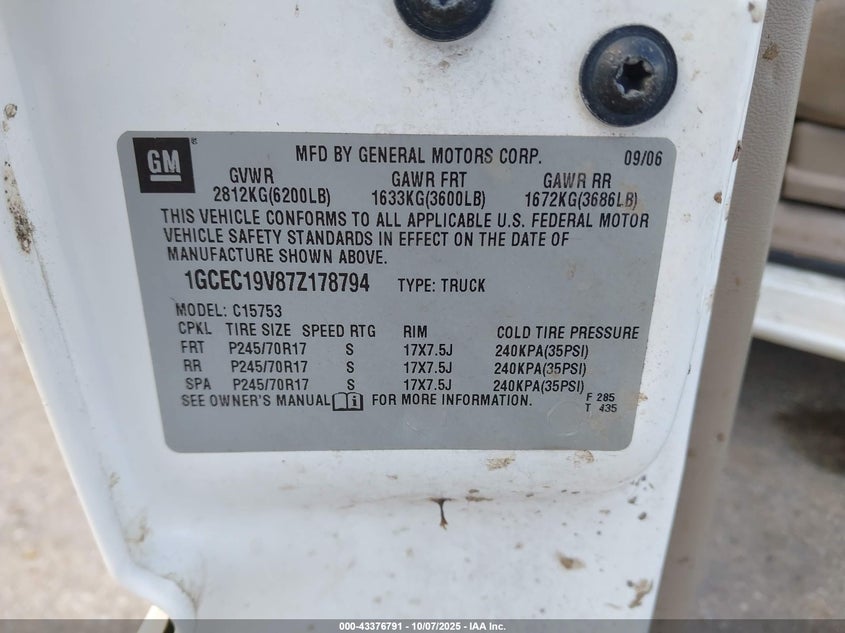 GM
MFD BY GENERAL MOTORS CORP. 09/06
GVWR GAWR FRT GAWR RR
2812KG(6200LB) 1633KG(3600LB) 1672KG(3686LB)
THIS VEHICLE CONFORMS TO ALL APPLICABLE U.S. FEDERAL MOTOR
VEHICLE SAFETY STANDARDS IN EFFECT ON THE DATE OF
MANUFACTURE SHOWN ABOVE.
1GCEC19V87Z178794 TYPE: TRUCK
MODEL: C15753
CPKL TIRE SIZE SPEED RTG RIM COLD TIRE PRESSURE
FRT P245/70R17 S 17X7.5J 240KPA(35PSI)
RR P245/70R17 S 17X7.5J 240KPA(35PSI)
SPA P245/70R17 S 17X7.5J 240KPA(35PSI)
SEE OWNER'S MANUAL i FOR MORE INFORMATION.
F 285
T 435
000-43376791 - 10/07/2025 - IAA Inc.